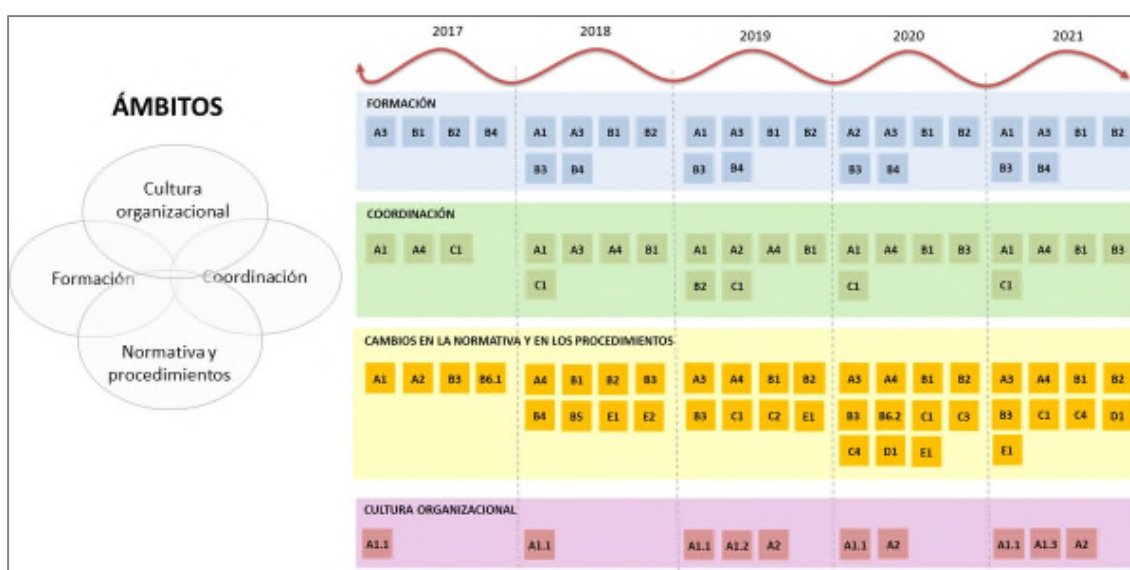 2017 2018 2019 2020 2021
ÁMBITOS
Cultura
organizacional
Formación
Coordinación
Normativa y
procedimientos
FORMACIÓN
A3 B1 B2 B4 A1 A3 B1 B2 A1 A3 B1 B2 A2 A3 B1 B2 A1 A3 B1 B2
B3 B4 B3 B4 B3 B4 B3 B4
COORDINACIÓN
A1 A4 C1 A1 A3 A4 B1 A1 A2 A4 B1 A1 A4 B1 B3 A1 A4 B1 B3
C1 B2 C1 C1 C1
CAMBIOS EN LA NORMATIVA Y EN LOS PROCEDIMIENTOS
A1 A2 B3 B6.1 A4 B1 B2 B3 A3 A4 B1 B2 A3 A4 B1 B2 A3 A4 B1 B2
B4 B5 E1 E2 B3 C1 C2 E1 B3 B6.2 C1 C3 B3 C1 C4 D1
C4 D1 E1 E1
CULTURA ORGANIZACIONAL
A1.1 A1.1 A1.1 A1.2 A2 A1.1 A2 A1.1 A1.3 A2